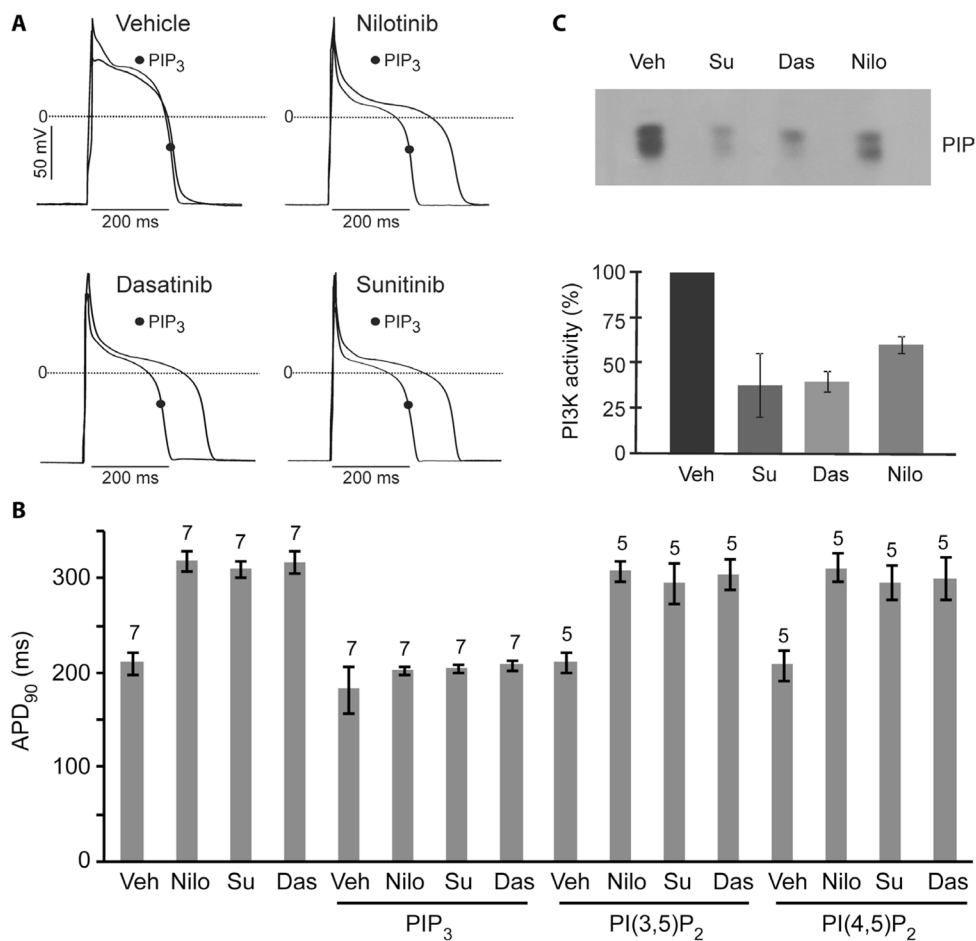 A
Vehicle
PIP3
0
50 mV
200 ms
Nilotinib
PIP3
0
200 ms
Dasatinib
PIP3
0
200 ms
Sunitinib
PIP3
0
200 ms
C
Veh Su Das Nilo
PIP
PI3K activity (%)
100
75
50
25
0
Veh Su Das Nilo
B
APD90 (ms)
300
200
100
0
7 7 7 7 7 7 7 7 5 5 5 5 5 5 5 5
Veh Nilo Su Das Veh Nilo Su Das Veh Nilo Su Das Veh Nilo Su Das
PIP3 PI(3,5)P2 PI(4,5)P2